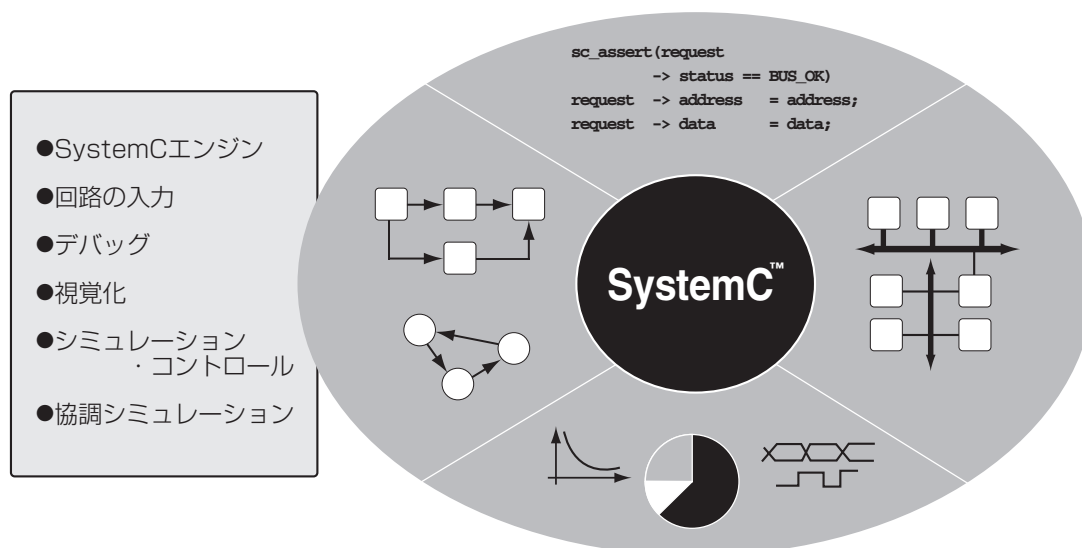 sc_assert(request
-> status == BUS_OK)
request -> address = address;
request -> data = data;
●SystemCエンジン
●回路の入力
●デバッグ
●視覚化
●シミュレーション
・コントロール
●協調シミュレーション
SystemC™